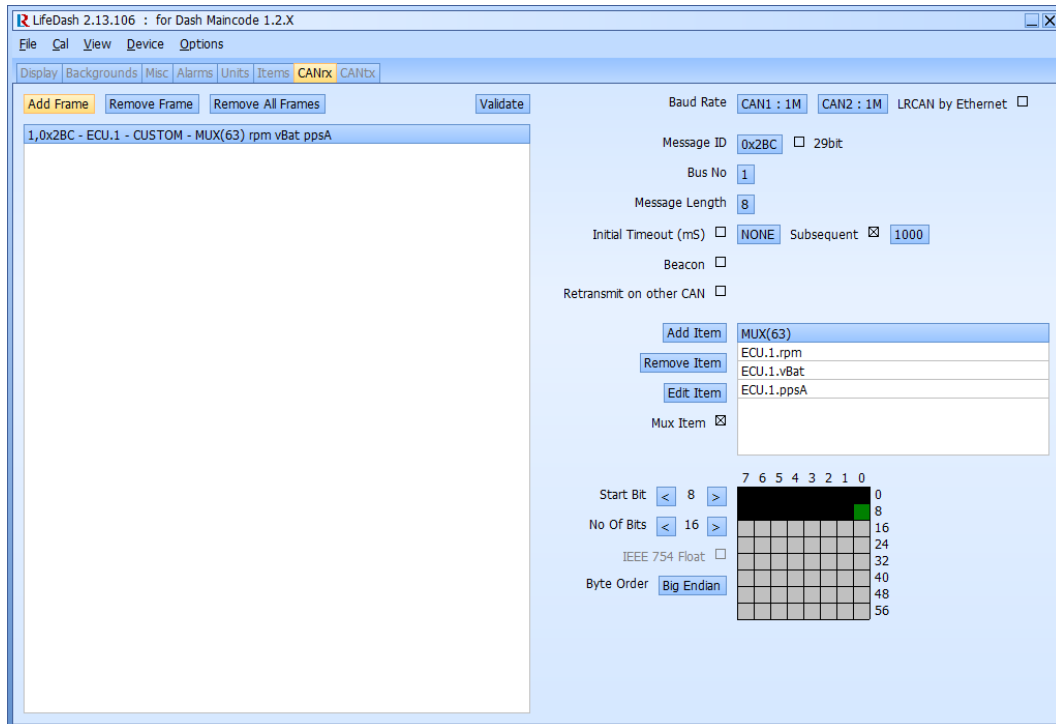 LifeDash 2.13.106 : for Dash Maincode 1.2.X
File Cal View Device Options
Display Backgrounds Misc Alarms Units Items CANrx CANtx
Add Frame Remove Frame Remove All Frames Validate
1,0x2BC - ECU.1 - CUSTOM - MUX(63) rpm vBat ppsA
Baud Rate CAN1 : 1M CAN2 : 1M LRCAN by Ethernet
Message ID 0x2BC 29bit
Bus No 1
Message Length 8
Initial Timeout (mS) NONE Subsequent 1000
Beacon
Retransmit on other CAN
Add Item
Remove Item
Edit Item
Mux Item
MUX(63)
ECU.1.rpm
ECU.1.vBat
ECU.1.ppsA
Start Bit < 8 >
No Of Bits < 16 >
IEEE 754 Float
Byte Order Big Endian
7 6 5 4 3 2 1 0
0
8
16
24
32
40
48
56